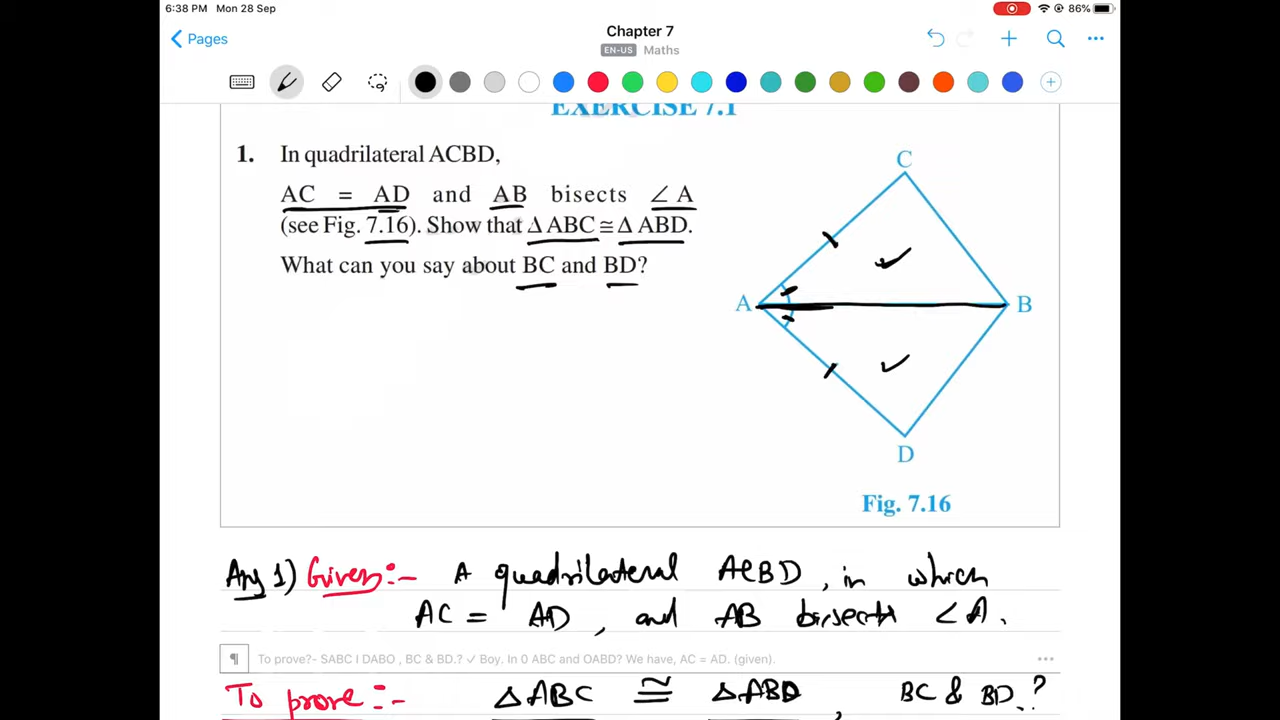 6:38 PM Mon 28 Sep
86%
Pages
Chapter 7
EN-US Maths
EXERCISE 7.1
1. In quadrilateral ACBD,
AC = AD and AB bisects ∠ A
(see Fig. 7.16). Show that Δ ABC ≅ Δ ABD.
What can you say about BC and BD?
C
A
B
D
Fig. 7.16
Ans 1) Given:- A quadrilateral ACBD, in which
AC = AD, and AB bisects ∠A.
¶ To prove?- SABC I DABO , BC & BD.? ✓ Boy. In 0 ABC and OABD? We have, AC = AD. (given).
To prove:- △ABC ≅ △ABD, BC & BD.?